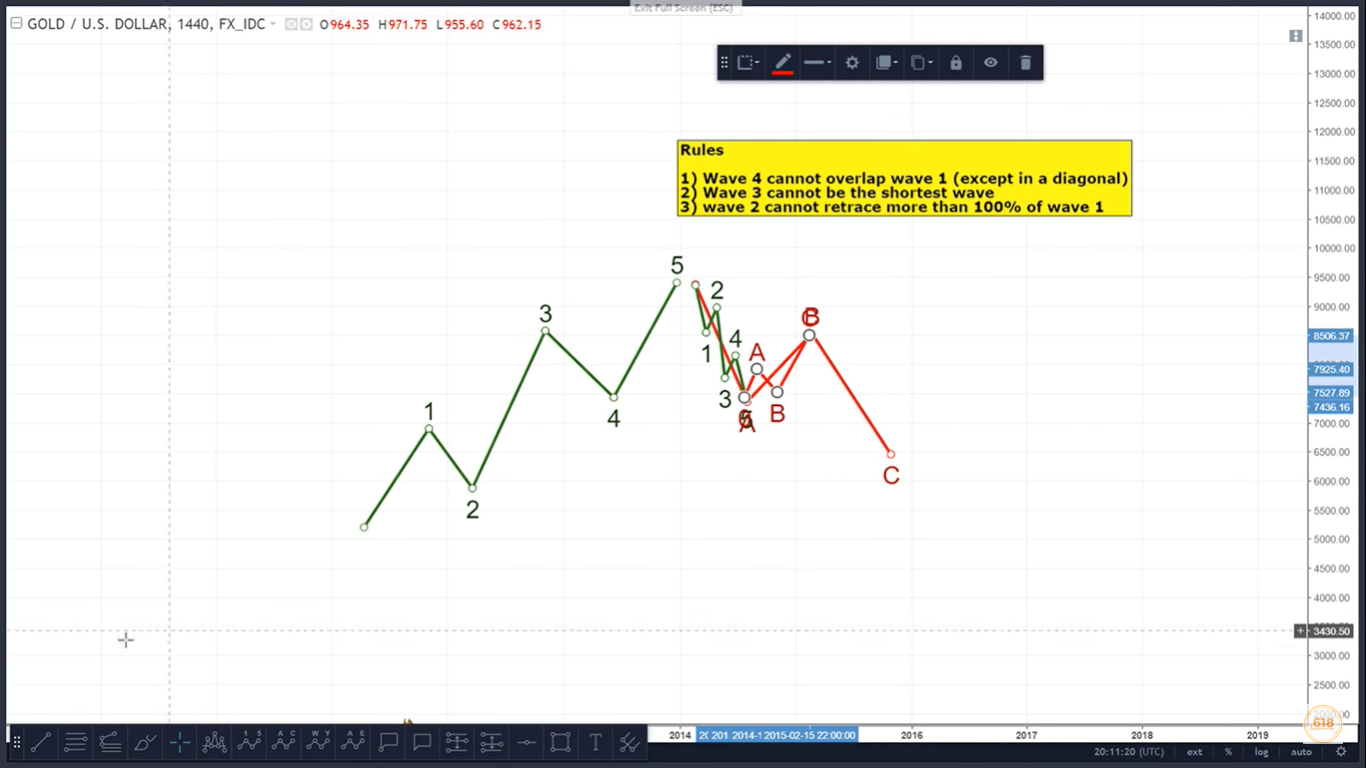 Exit Full Screen (ESC)
GOLD / U.S. DOLLAR, 1440, FX_IDC O964.35 H971.75 L955.60 C962.15
14000.00
13500.00
13000.00
12500.00
12000.00
Rules
1) Wave 4 cannot overlap wave 1 (except in a diagonal)
2) Wave 3 cannot be the shortest wave
3) wave 2 cannot retrace more than 100% of wave 1
11500.00
11000.00
10500.00
10000.00
9500.00
9000.00
8506.37
7925.40
7527.89
7436.16
7000.00
6500.00
6000.00
5500.00
5000.00
4500.00
4000.00
3430.50
3000.00
2500.00
5
2
3
B
4
A
1
1
3
4
5
A
B
C
2
618
2014 2014-1 2015-02-15 22:00:00 2016 2017 2018 2019
1 5 A C W Y A E T
20:11:20 (UTC) ext % log auto